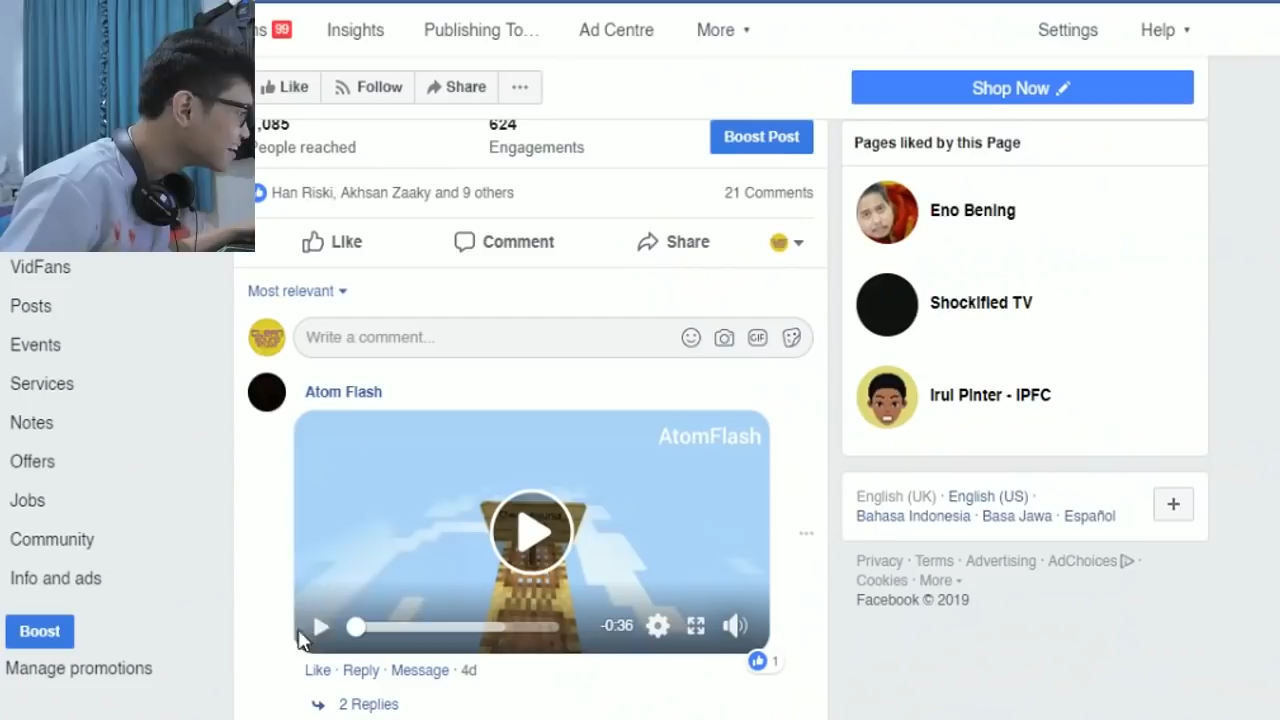 ns 99 Insights Publishing To... Ad Centre More Settings Help
Like Follow Share ... Shop Now
,085 624
People reached Engagements Boost Post
Han Riski, Akhsan Zaaky and 9 others 21 Comments
Like Comment Share
VidFans
Posts
Events
Services
Notes
Offers
Jobs
Community
Info and ads
Boost
Manage promotions
Most relevant
Write a comment... GIF
Atom Flash
AtomFlash
-0:36
1
Like · Reply · Message · 4d
2 Replies
Pages liked by this Page
Eno Bening
Shockified TV
Irul Pinter - IPFC
English (UK) · English (US) ·
Bahasa Indonesia · Basa Jawa · Español
+
Privacy · Terms · Advertising · AdChoices ·
Cookies · More
Facebook © 2019